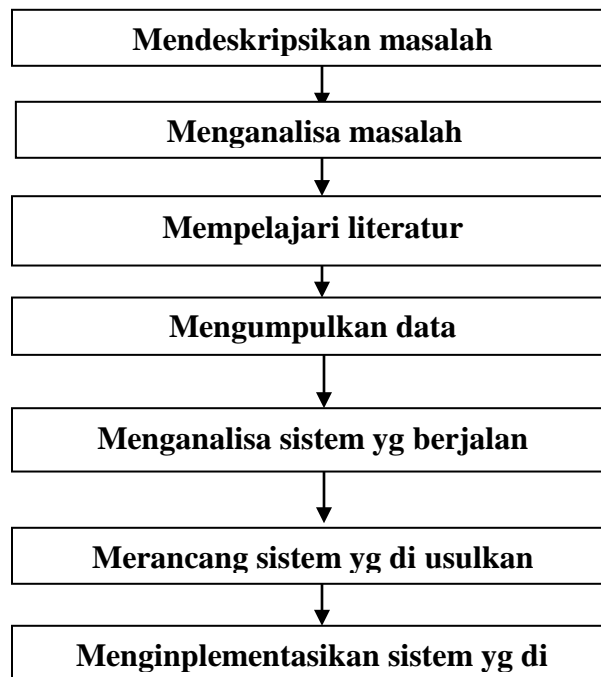 Mendeskripsikan masalah
Menganalisa masalah
Mempelajari literatur
Mengumpulkan data
Menganalisa sistem yg berjalan
Merancang sistem yg di usulkan
Menginplementasikan sistem yg di